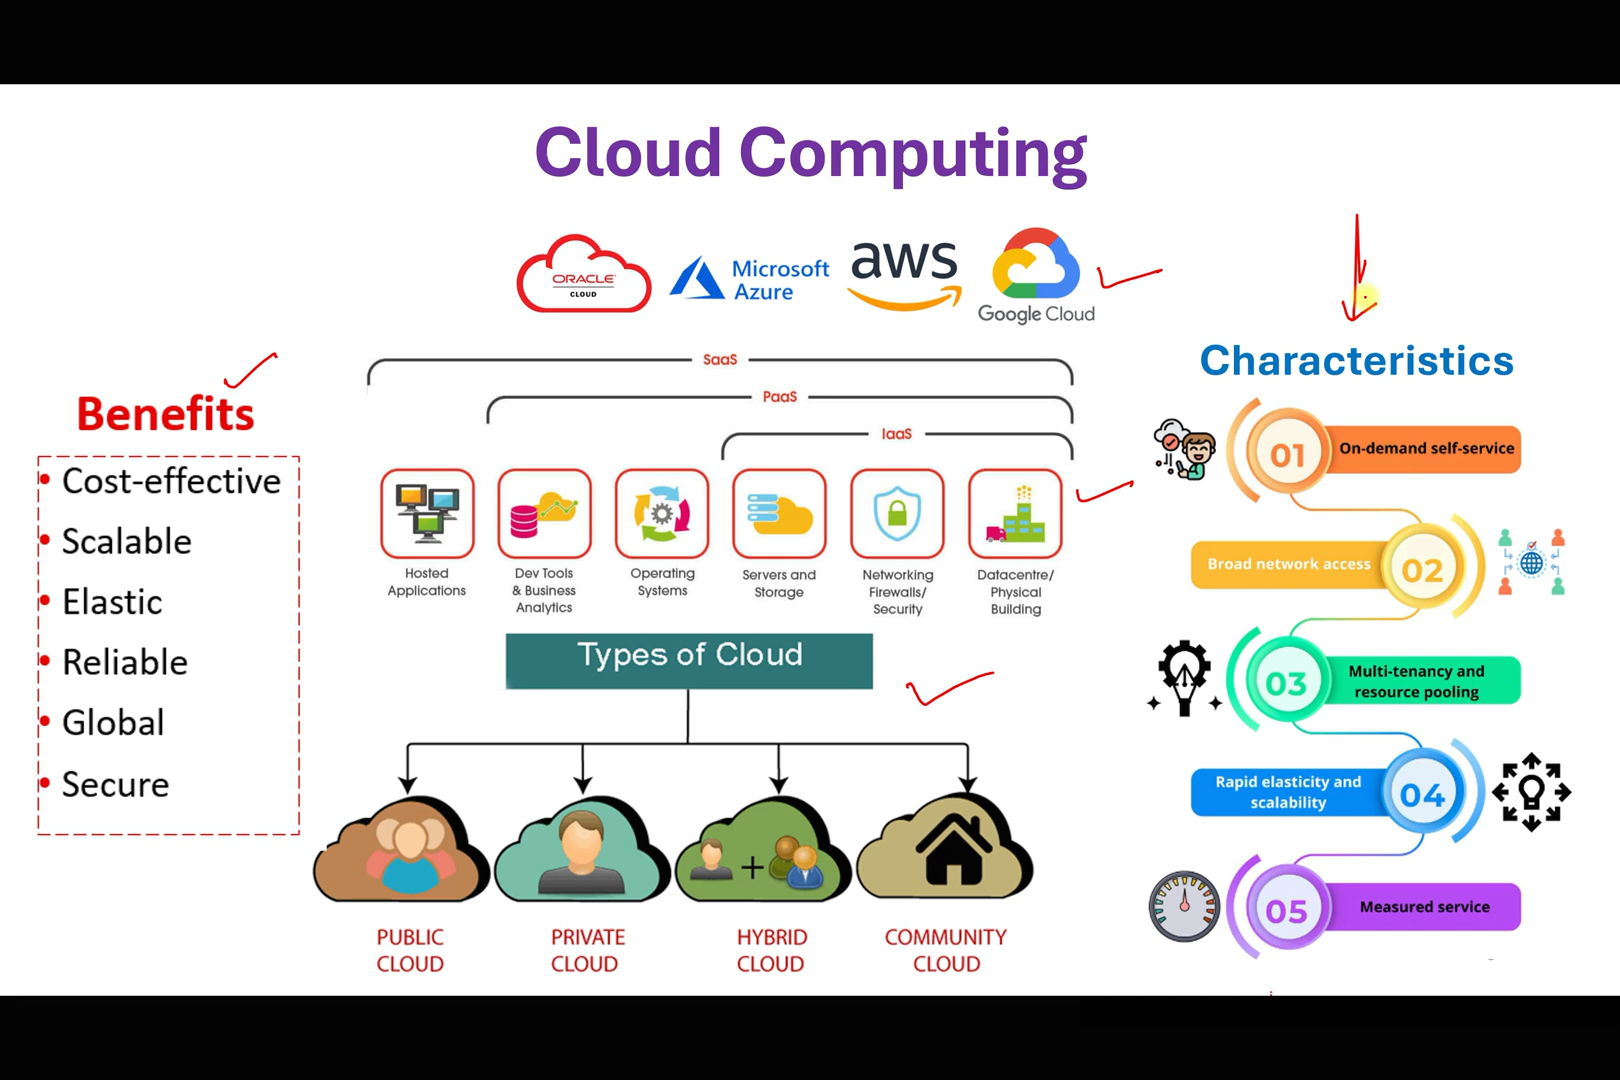 Cloud Computing
ORACLE
CLOUD
Microsoft
Azure
aws
Google Cloud
Benefits
• Cost-effective
• Scalable
• Elastic
• Reliable
• Global
• Secure
SaaS
PaaS
IaaS
Hosted
Applications
Dev Tools
& Business
Analytics
Operating
Systems
Servers and
Storage
Networking
Firewalls/
Security
Datacentre/
Physical
Building
Types of Cloud
PUBLIC
CLOUD
PRIVATE
CLOUD
HYBRID
CLOUD
COMMUNITY
CLOUD
Characteristics
01
On-demand self-service
Broad network access
02
03
Multi-tenancy and
resource pooling
Rapid elasticity and
scalability
04
05
Measured service